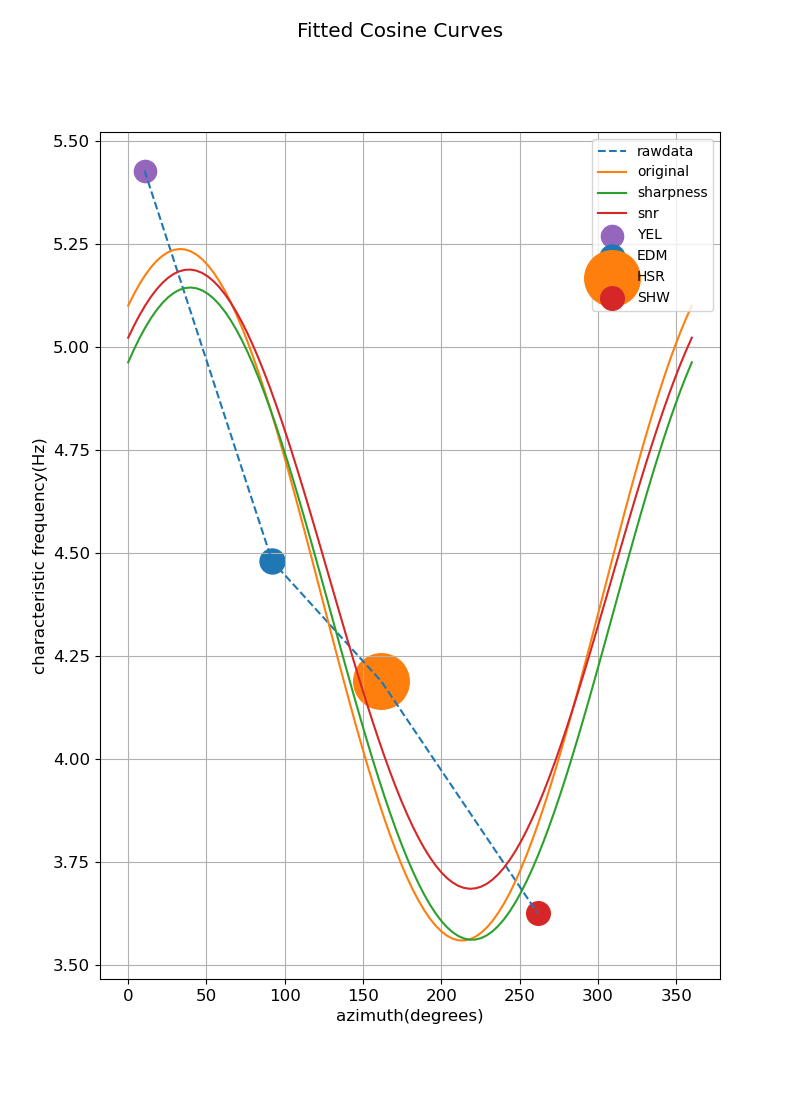 Fitted Cosine Curves
5.50
5.25
5.00
4.75
4.50
4.25
4.00
3.75
3.50
characteristic frequency(Hz)
rawdata
original
sharpness
snr
YEL
EDM
HSR
SHW
0 50 100 150 200 250 300 350
azimuth(degrees)